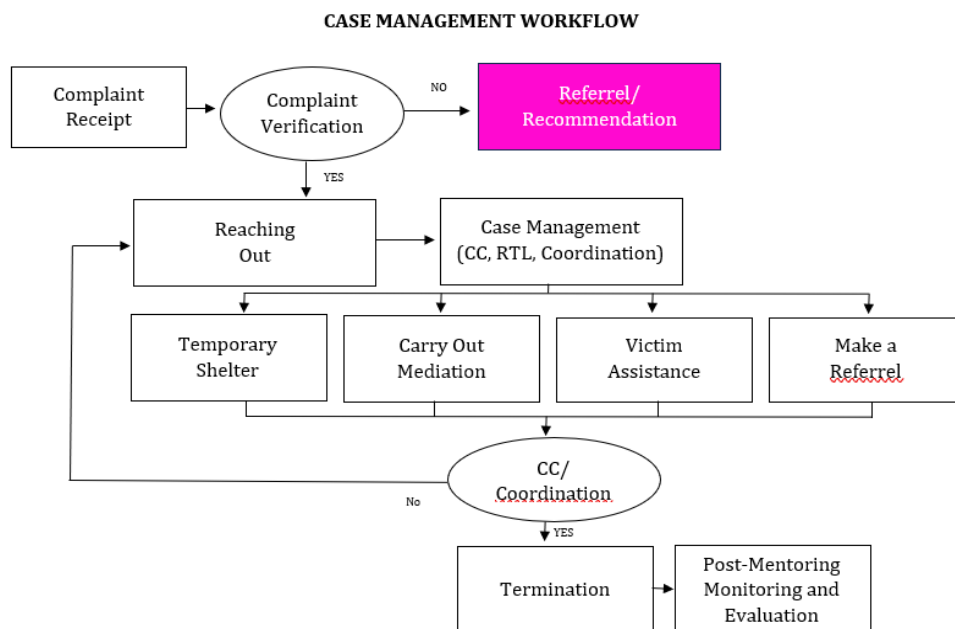 CASE MANAGEMENT WORKFLOW
Complaint
Receipt
Complaint
Verification
NO
Referrel/
Recommendation
YES
Reaching
Out
Case Management
(CC, RTL, Coordination)
Temporary
Shelter
Carry Out
Mediation
Victim
Assistance
Make a
Referrel
CC/
Coordination
No
YES
Termination
Post-Mentoring
Monitoring and
Evaluation